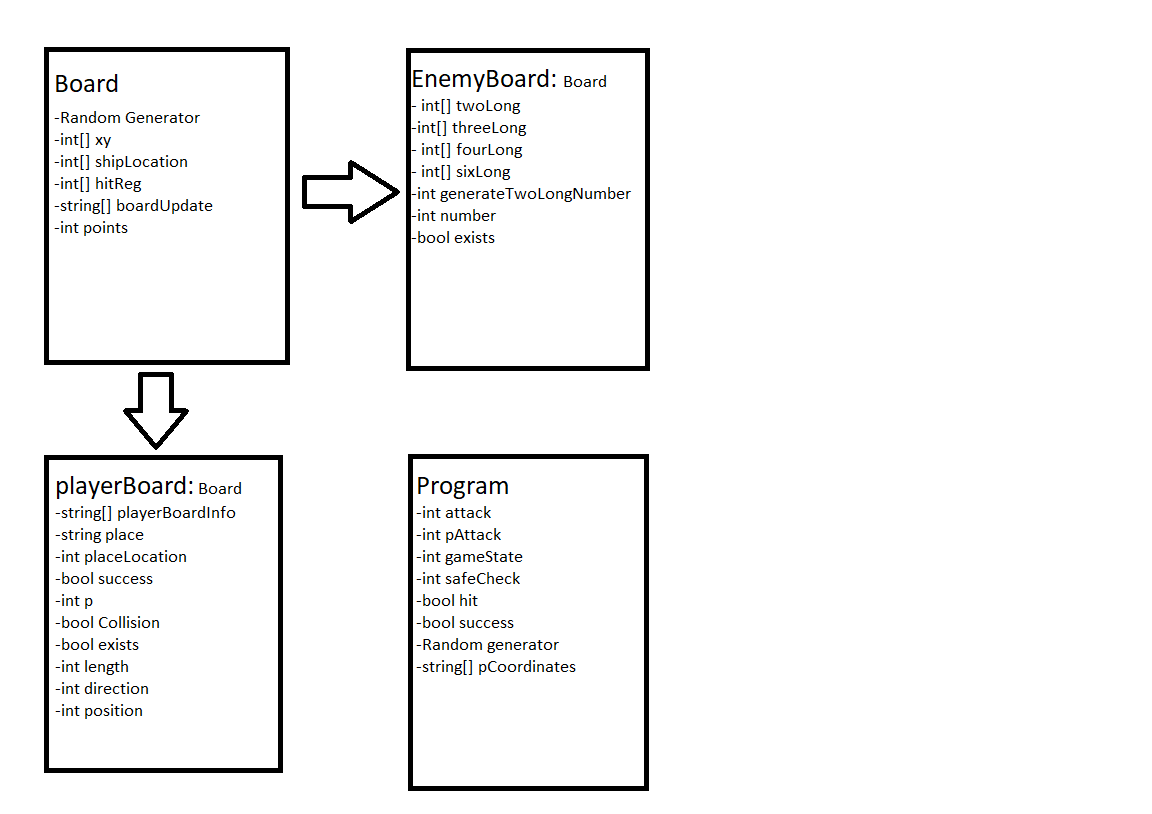 Board
-Random Generator
-int[] xy
-int[] shipLocation
-int[] hitReg
-string[] boardUpdate
-int points
EnemyBoard: Board
- int[] twoLong
-int[] threeLong
- int[] fourLong
- int[] sixLong
-int generateTwoLongNumber
-int number
-bool exists
playerBoard: Board
-string[] playerBoardInfo
-string place
-int placeLocation
-bool success
-int p
-bool Collision
-bool exists
-int length
-int direction
-int position
Program
-int attack
-int pAttack
-int gameState
-int safeCheck
-bool hit
-bool success
-Random generator
-string[] pCoordinates